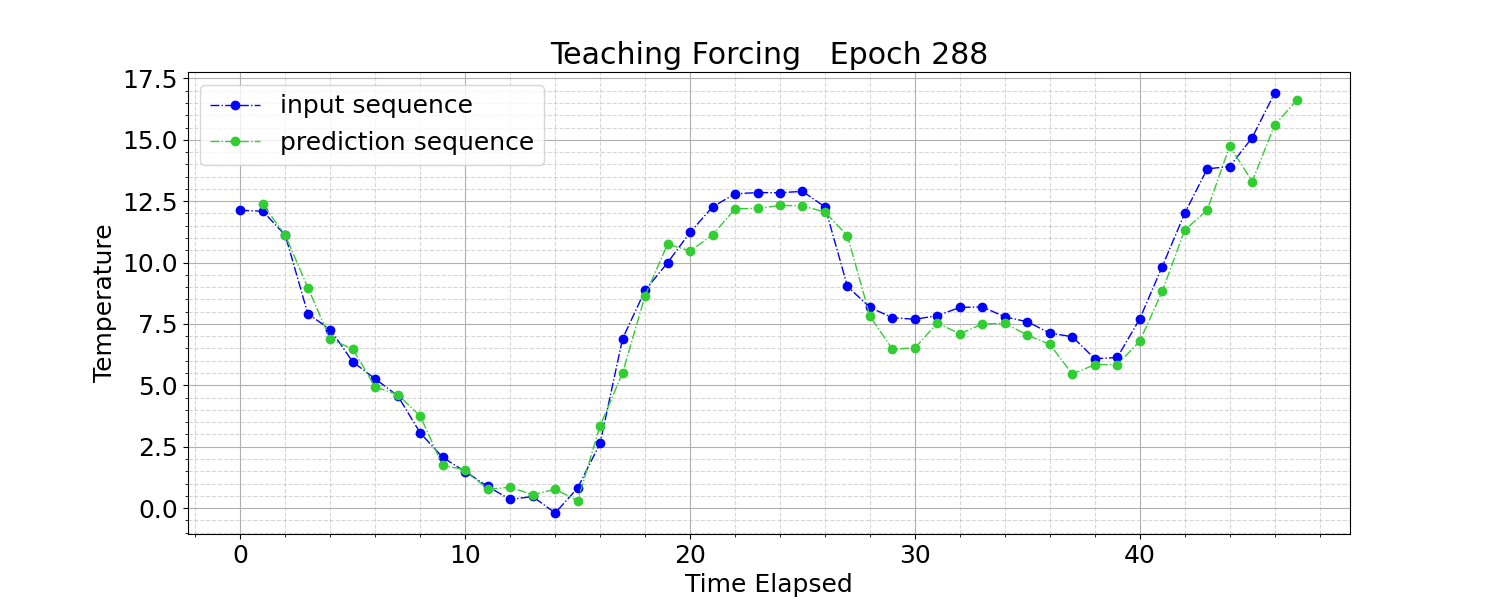 Teaching Forcing   Epoch 288
input sequence
prediction sequence
Temperature
17.5
15.0
12.5
10.0
7.5
5.0
2.5
0.0
0 10 20 30 40
Time Elapsed